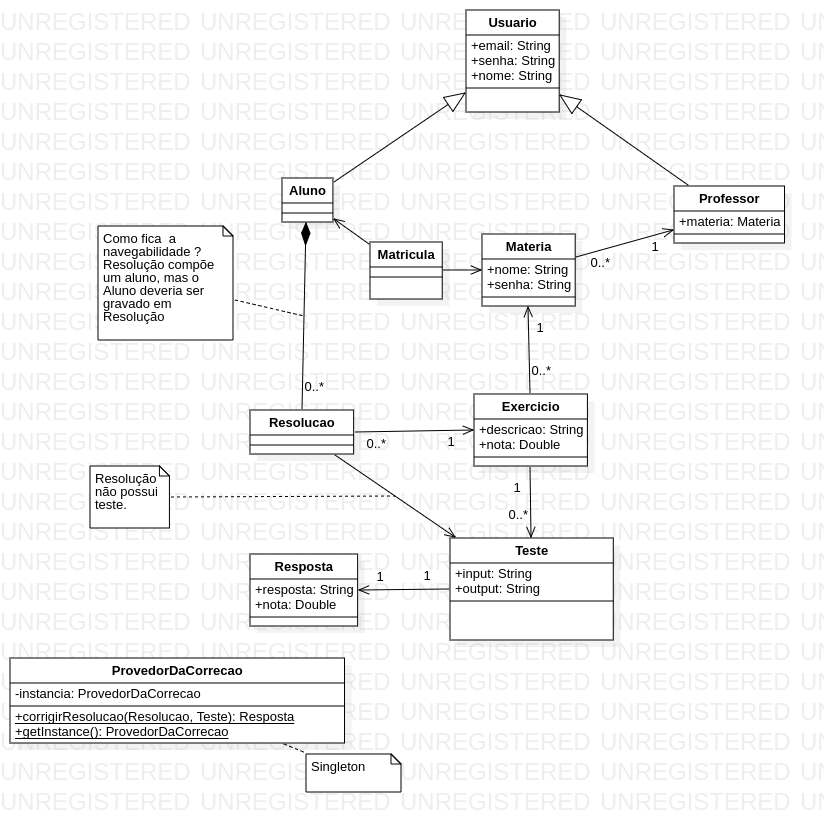 Usuario
+email: String
+senha: String
+nome: String
Aluno
Professor
+materia: Materia
Como fica a
navegabilidade ?
Resolução compõe
um aluno, mas o
Aluno deveria ser
gravado em
Resolução
Matricula
Materia
+nome: String
+senha: String
0..*
1
1
0..*
0..*
Resolucao
0..*
1
Exercicio
+descricao: String
+nota: Double
Resolução
não possui
teste.
1
0..*
Teste
+input: String
+output: String
Resposta
+resposta: String
+nota: Double
1
1
ProvedorDaCorrecao
-instancia: ProvedorDaCorrecao
+corrigirResolucao(Resolucao, Teste): Resposta
+getInstance(): ProvedorDaCorrecao
Singleton
UNREGISTERED